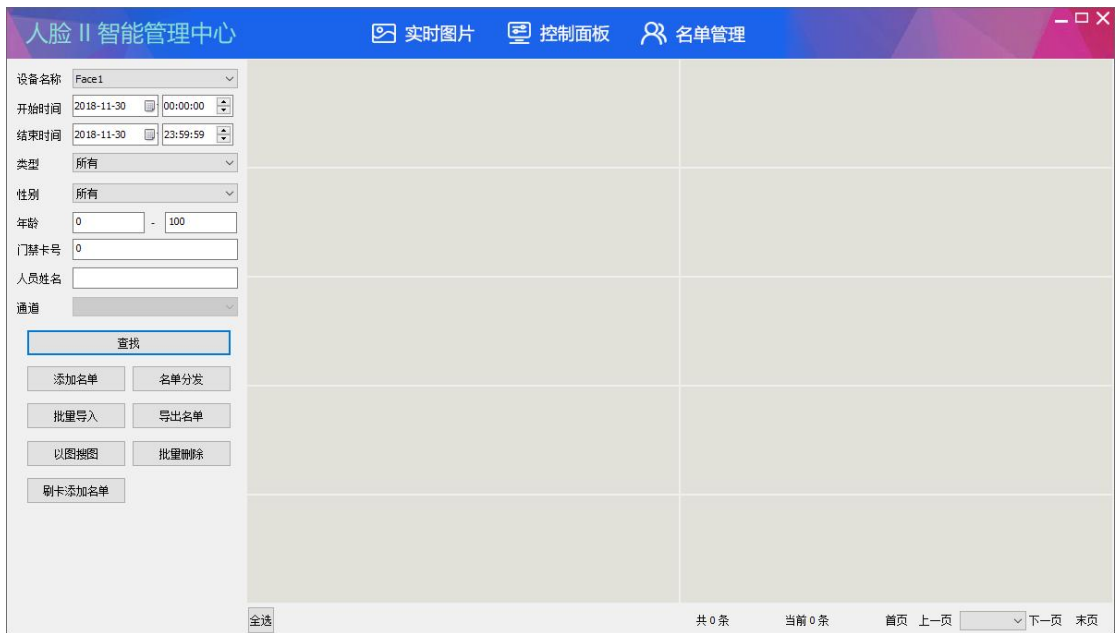 人脸 II 智能管理中心 实时图片 控制面板 名单管理
设备名称 Face1
开始时间 2018-11-30 00:00:00
结束时间 2018-11-30 23:59:59
类型 所有
性别 所有
年龄 0 - 100
门禁卡号 0
人员姓名
通道
查找
添加名单 名单分发
批量导入 导出名单
以图搜图 批量删除
刷卡添加名单
全选 共 0 条 当前 0 条 首页 上一页 下一页 末页